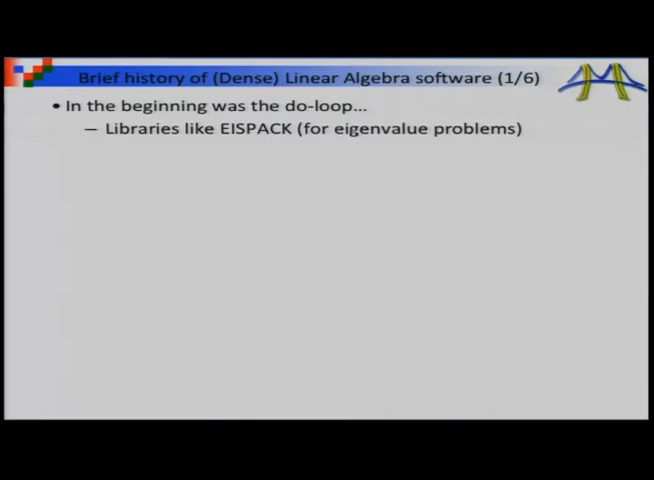 Brief history of (Dense) Linear Algebra software (1/6)
• In the beginning was the do-loop...
– Libraries like EISPACK (for eigenvalue problems)